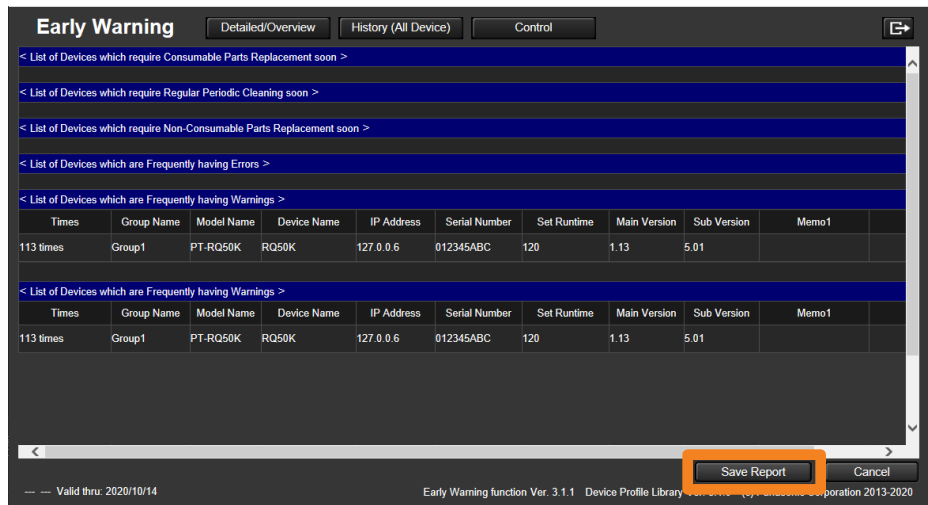 Early Warning Detailed/Overview History (All Device) Control
< List of Devices which require Consumable Parts Replacement soon >
< List of Devices which require Regular Periodic Cleaning soon >
< List of Devices which require Non-Consumable Parts Replacement soon >
< List of Devices which are Frequently having Errors >
< List of Devices which are Frequently having Warnings >
Times Group Name Model Name Device Name IP Address Serial Number Set Runtime Main Version Sub Version Memo1
113 times Group1 PT-RQ50K RQ50K 127.0.0.6 012345ABC 120 1.13 5.01
< List of Devices which are Frequently having Warnings >
Times Group Name Model Name Device Name IP Address Serial Number Set Runtime Main Version Sub Version Memo1
113 times Group1 PT-RQ50K RQ50K 127.0.0.6 012345ABC 120 1.13 5.01
Save Report Cancel
--- --- Valid thru: 2020/10/14 Early Warning function Ver. 3.1.1 Device Profile Library Corporation 2013-2020